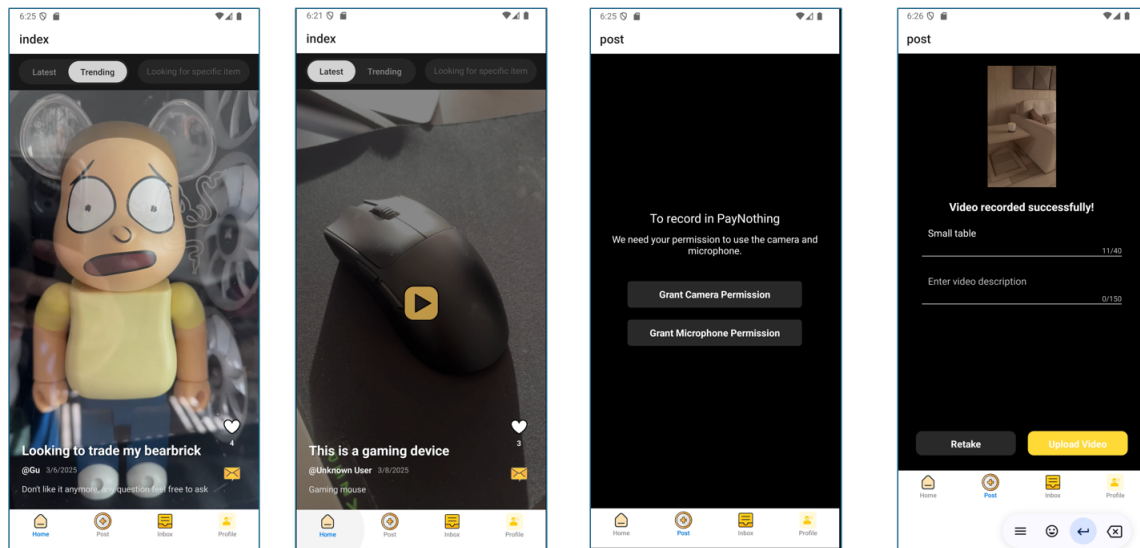 6:25
index
Latest
Trending
Looking for specific item
4
Looking to trade my bearbrick
@Gu 3/6/2025
Don't like it anymore, any question feel free to ask
Home
Post
Inbox
Profile
6:21
index
Latest
Trending
Looking for specific item
3
This is a gaming device
@Unknown User 3/8/2025
Gaming mouse
Home
Post
Inbox
Profile
6:25
post
To record in PayNothing
We need your permission to use the camera and
microphone.
Grant Camera Permission
Grant Microphone Permission
Home
Post
Inbox
Profile
6:26
post
Video recorded successfully!
Small table
11/40
Enter video description
0/150
Retake
Upload Video
Home
Post
Inbox
Profile